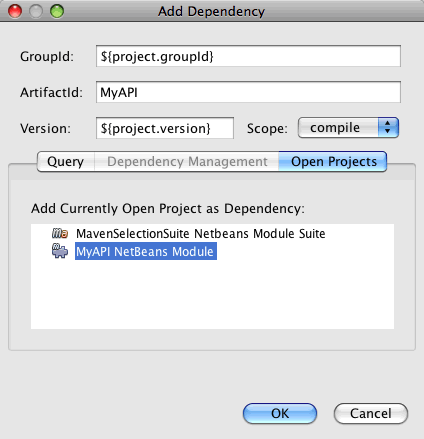 Add Dependency
GroupId: ${project.groupId}
ArtifactId: MyAPI
Version: ${project.version} Scope: compile
Query Dependency Management Open Projects
Add Currently Open Project as Dependency:
MavenSelectionSuite Netbeans Module Suite
MyAPI NetBeans Module
OK Cancel